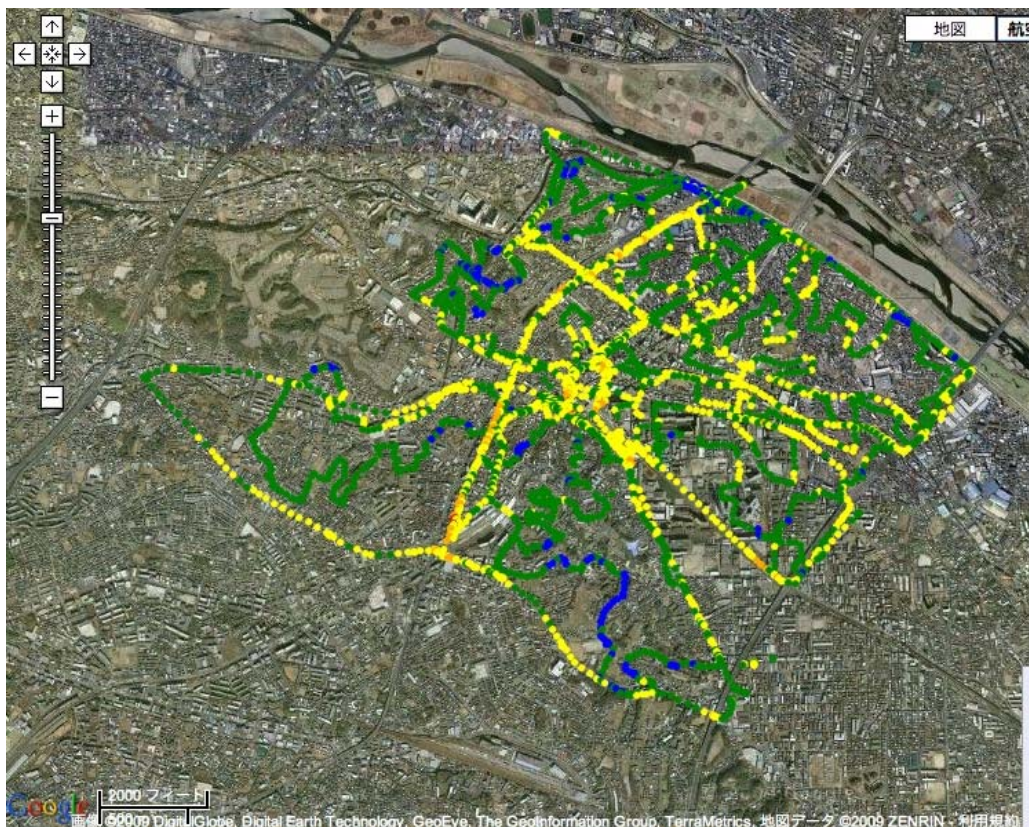 地図
航空
2000 フィート
500
Google
画像 ©2009 DigitalGlobe, Digital Earth Technology, GeoEye, The GeoInformation Group, TerraMetrics, 地図データ ©2009 ZENRIN - 利用規約